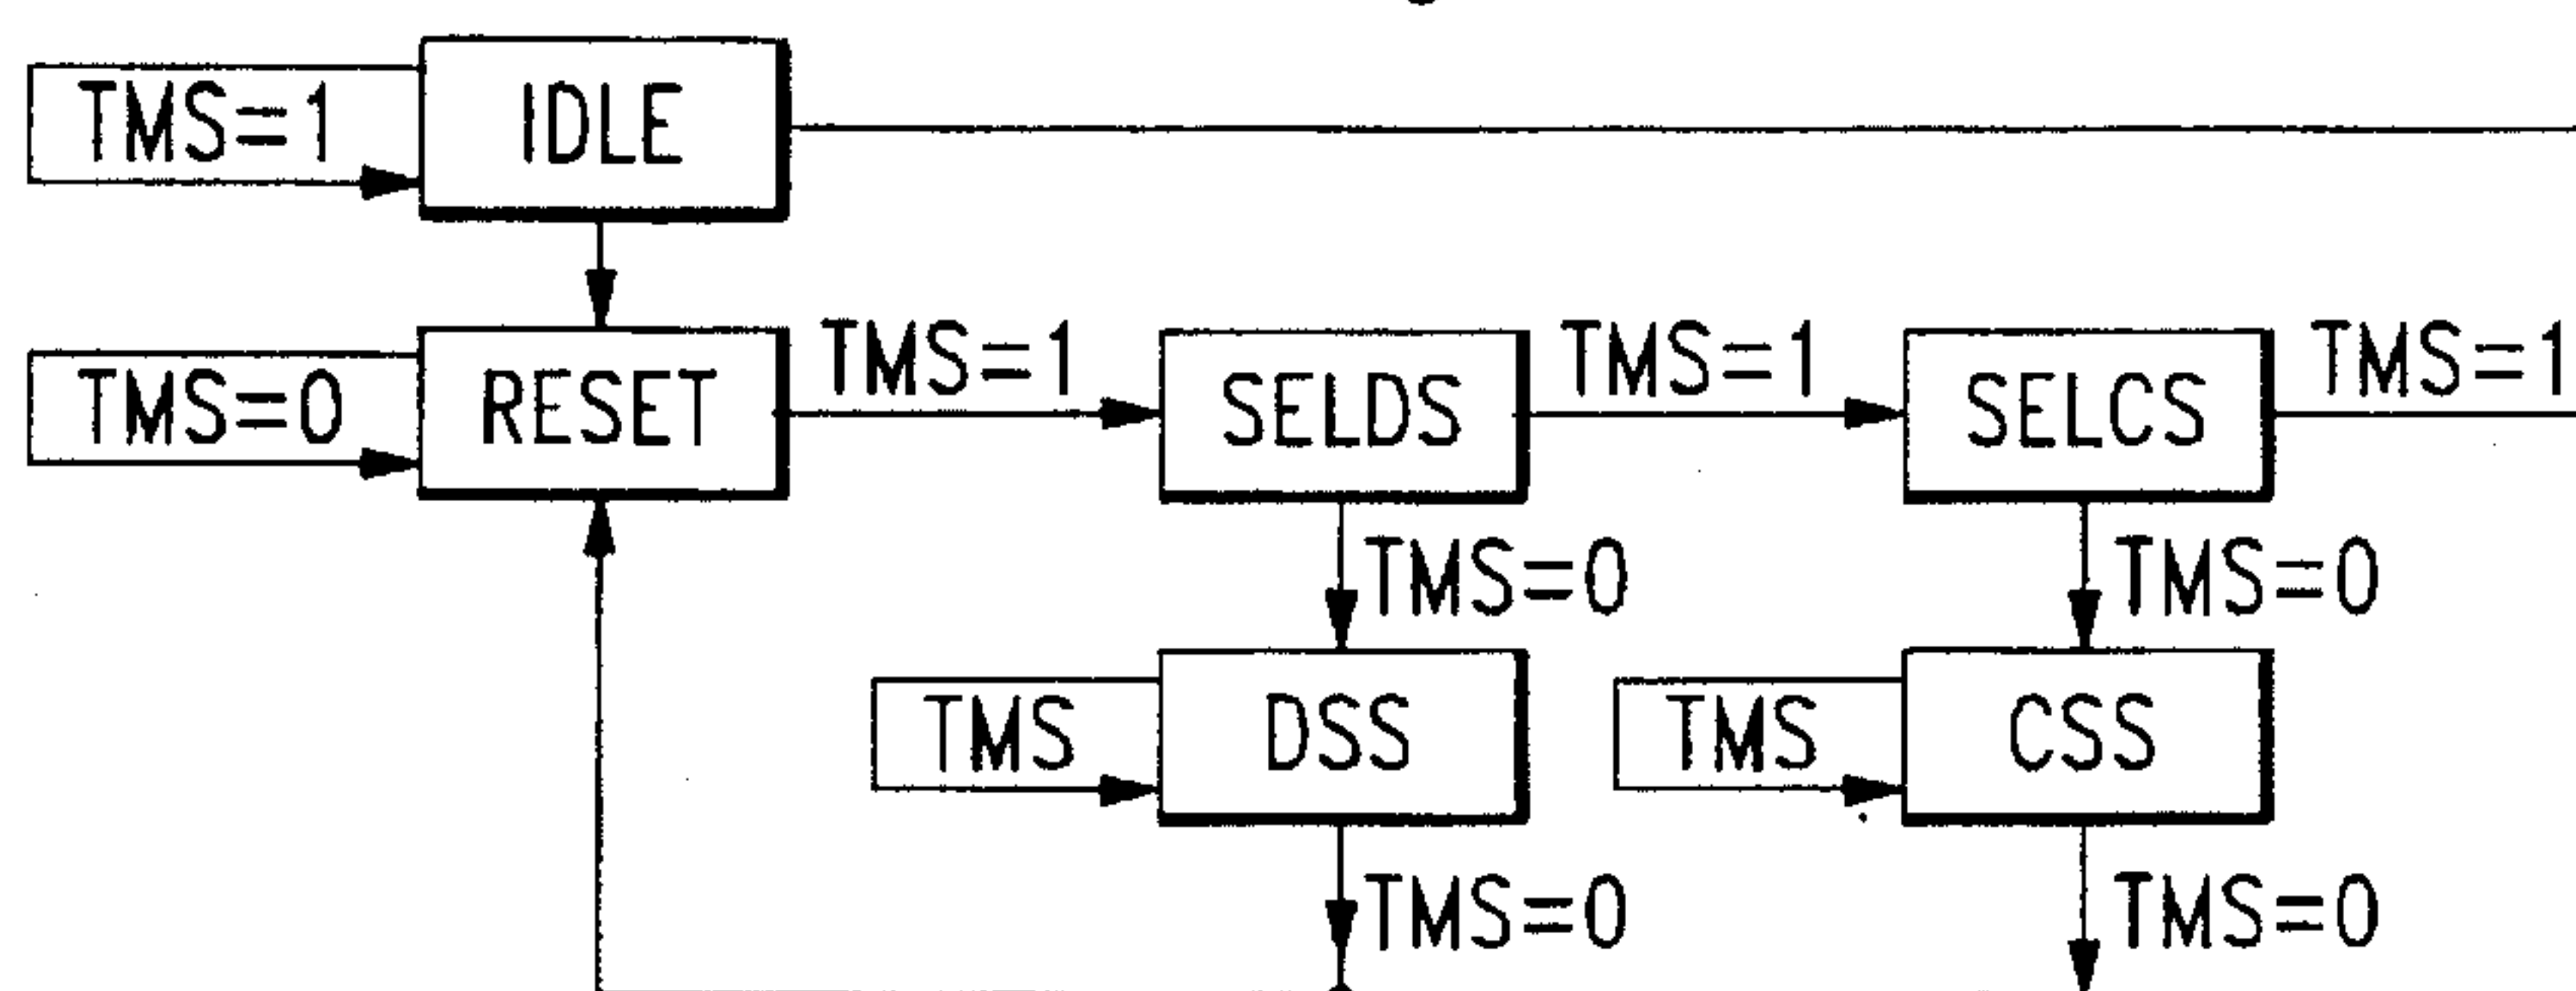 TMS=1 IDLE
TMS=0 RESET TMS=1 SELDS TMS=1 SELCS TMS=1
TMS=0 TMS=0
TMS DSS TMS CSS
TMS=0 TMS=0